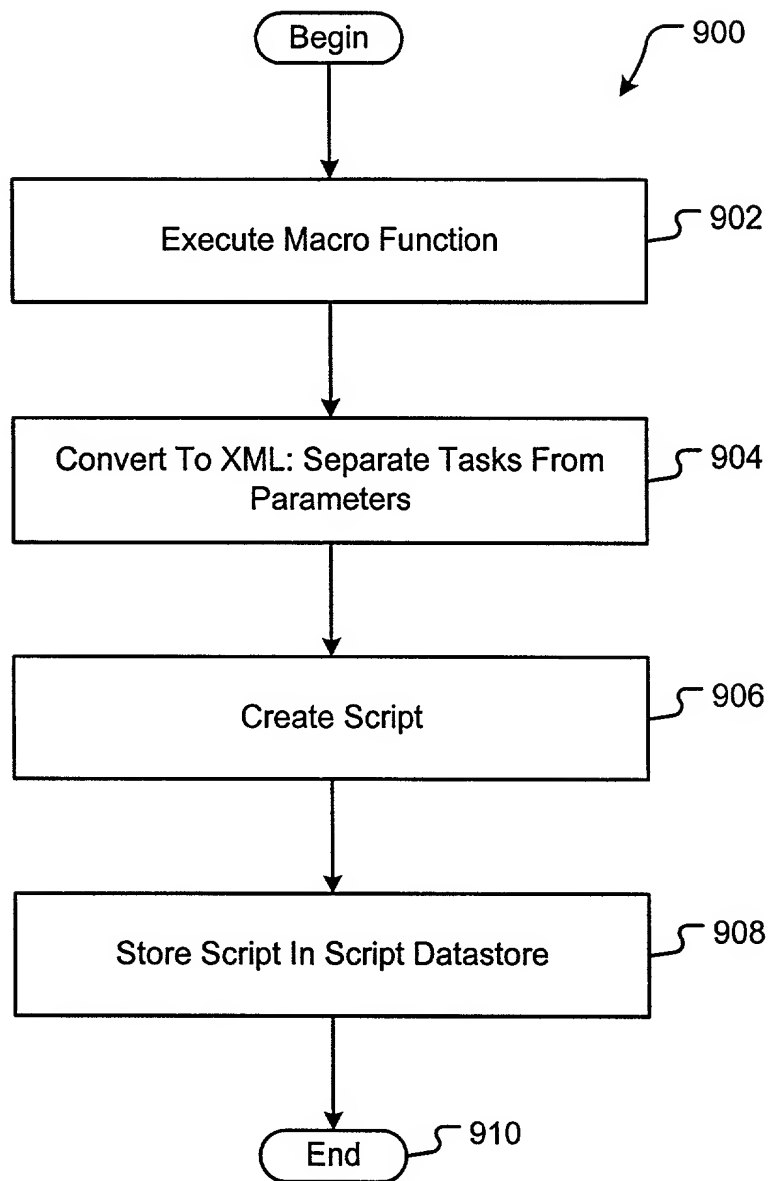 Begin
900
Execute Macro Function
902
Convert To XML: Separate Tasks From
Parameters
904
Create Script
906
Store Script In Script Datastore
908
End
910